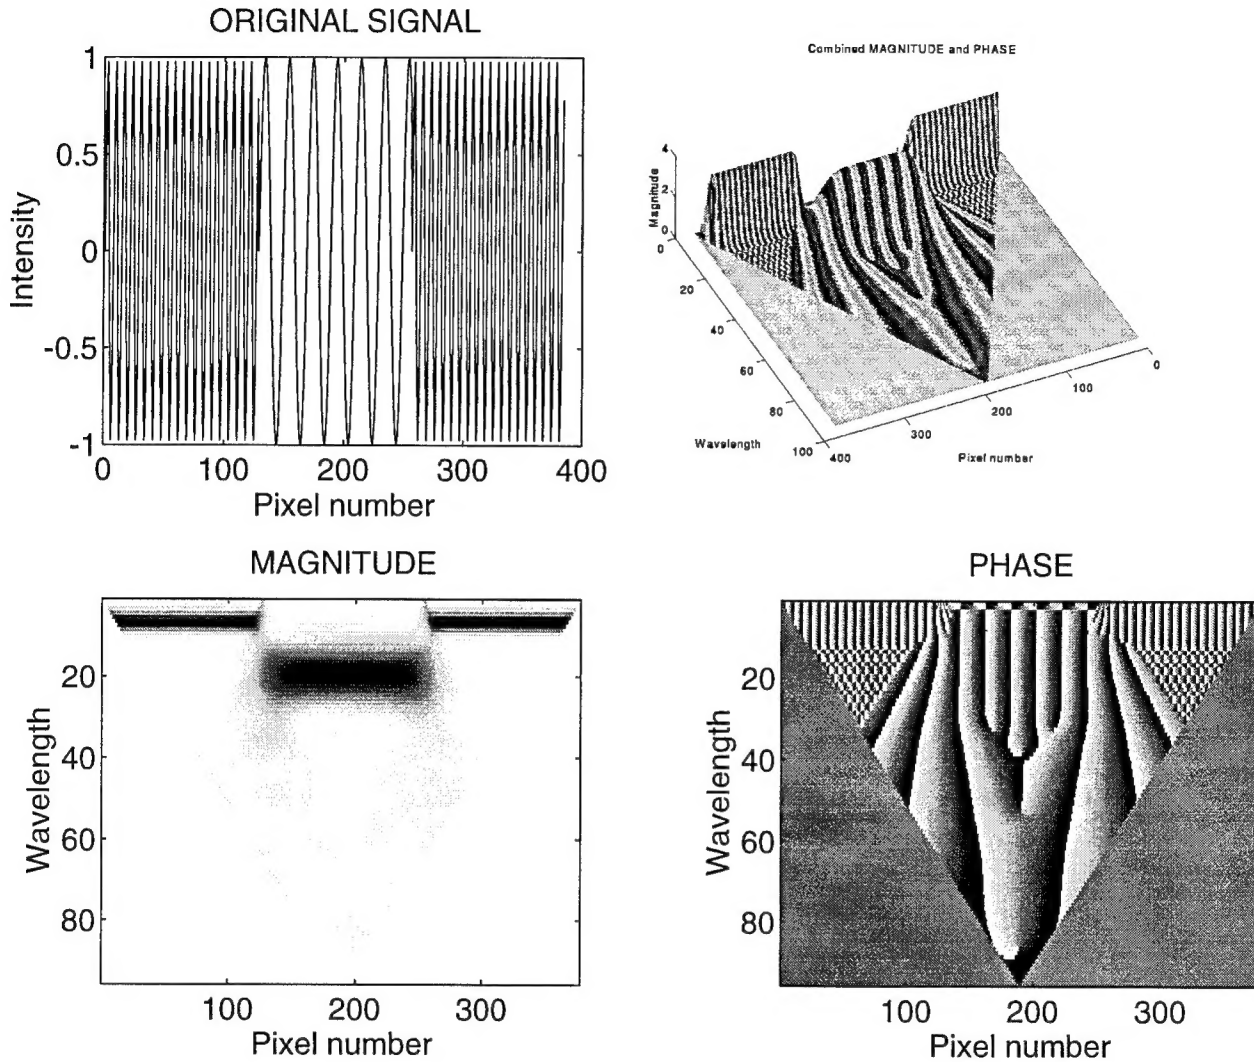 ORIGINAL SIGNAL
1
0.5
0
-0.5
-1
Intensity
0 100 200 300 400
Pixel number
Combined MAGNITUDE and PHASE
4
2
0
Magnitude
0
20
40
60
80
100
Wavelength
400
300
200
100
0
Pixel number
MAGNITUDE
20
40
60
80
Wavelength
100 200 300
Pixel number
PHASE
20
40
60
80
Wavelength
100 200 300
Pixel number